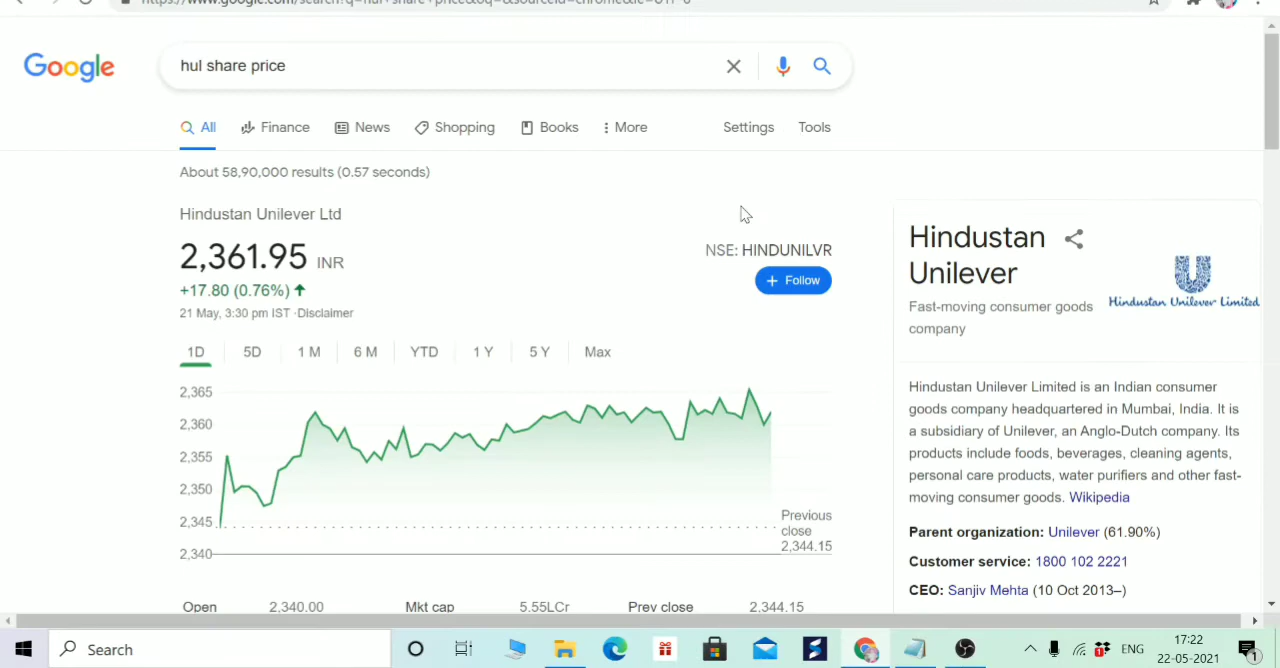 Google
hul share price
All
Finance
News
Shopping
Books
More
Settings
Tools
About 58,90,000 results (0.57 seconds)
Hindustan Unilever Ltd
2,361.95 INR
+17.80 (0.76%)
21 May, 3:30 pm IST ·Disclaimer
NSE: HINDUNILVR
+ Follow
1D
5D
1 M
6 M
YTD
1 Y
5 Y
Max
2,365
2,360
2,355
2,350
2,345
2,340
Previous
close
2,344.15
Open 2,340.00 Mkt cap 5.55LCr Prev close 2,344.15
Hindustan
Unilever
Fast-moving consumer goods
company
Hindustan Unilever Limited
Hindustan Unilever Limited is an Indian consumer
goods company headquartered in Mumbai, India. It is
a subsidiary of Unilever, an Anglo-Dutch company. Its
products include foods, beverages, cleaning agents,
personal care products, water purifiers and other fast-
moving consumer goods. Wikipedia
Parent organization: Unilever (61.90%)
Customer service: 1800 102 2221
CEO: Sanjiv Mehta (10 Oct 2013–)
Search
ENG
17:22
22-05-2021
1